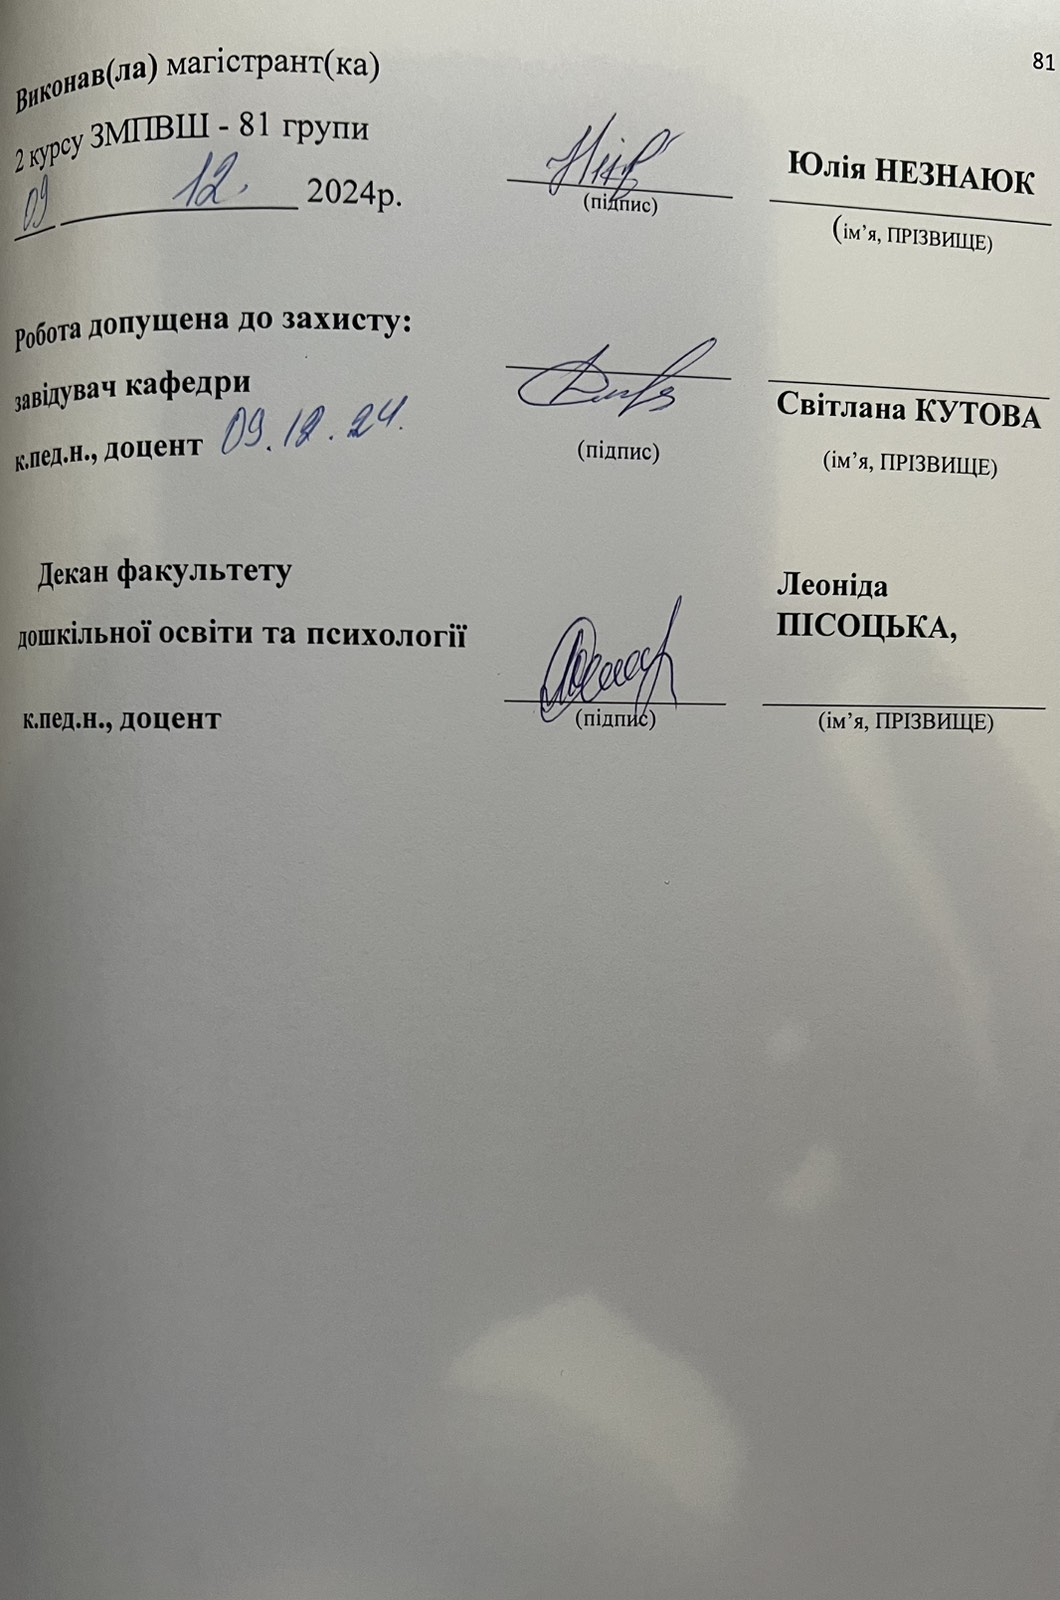 81
Виконав(ла) магістрант(ка)
2 курсу ЗМПВШ - 81 групи
09 12. 2024р.
(підпис)
Юлія НЕЗНАЮК
(ім’я, ПРІЗВИЩЕ)
Робота допущена до захисту:
завідувач кафедри
к.пед.н., доцент 09.12.24.
(підпис)
Світлана КУТОВА
(ім’я, ПРІЗВИЩЕ)
Декан факультету
дошкільної освіти та психології
к.пед.н., доцент
(підпис)
Леоніда
ПІСОЦЬКА,
(ім’я, ПРІЗВИЩЕ)